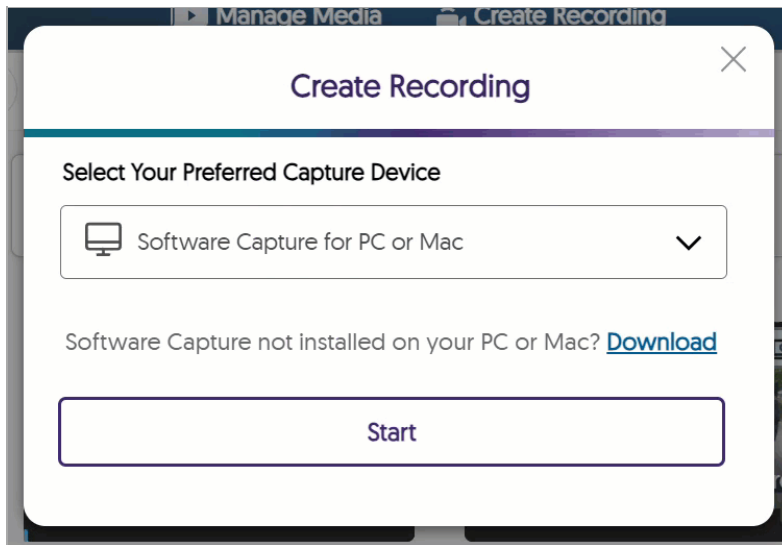 Manage Media
Create Recording
Create Recording
Select Your Preferred Capture Device
Software Capture for PC or Mac
Software Capture not installed on your PC or Mac? Download
Start